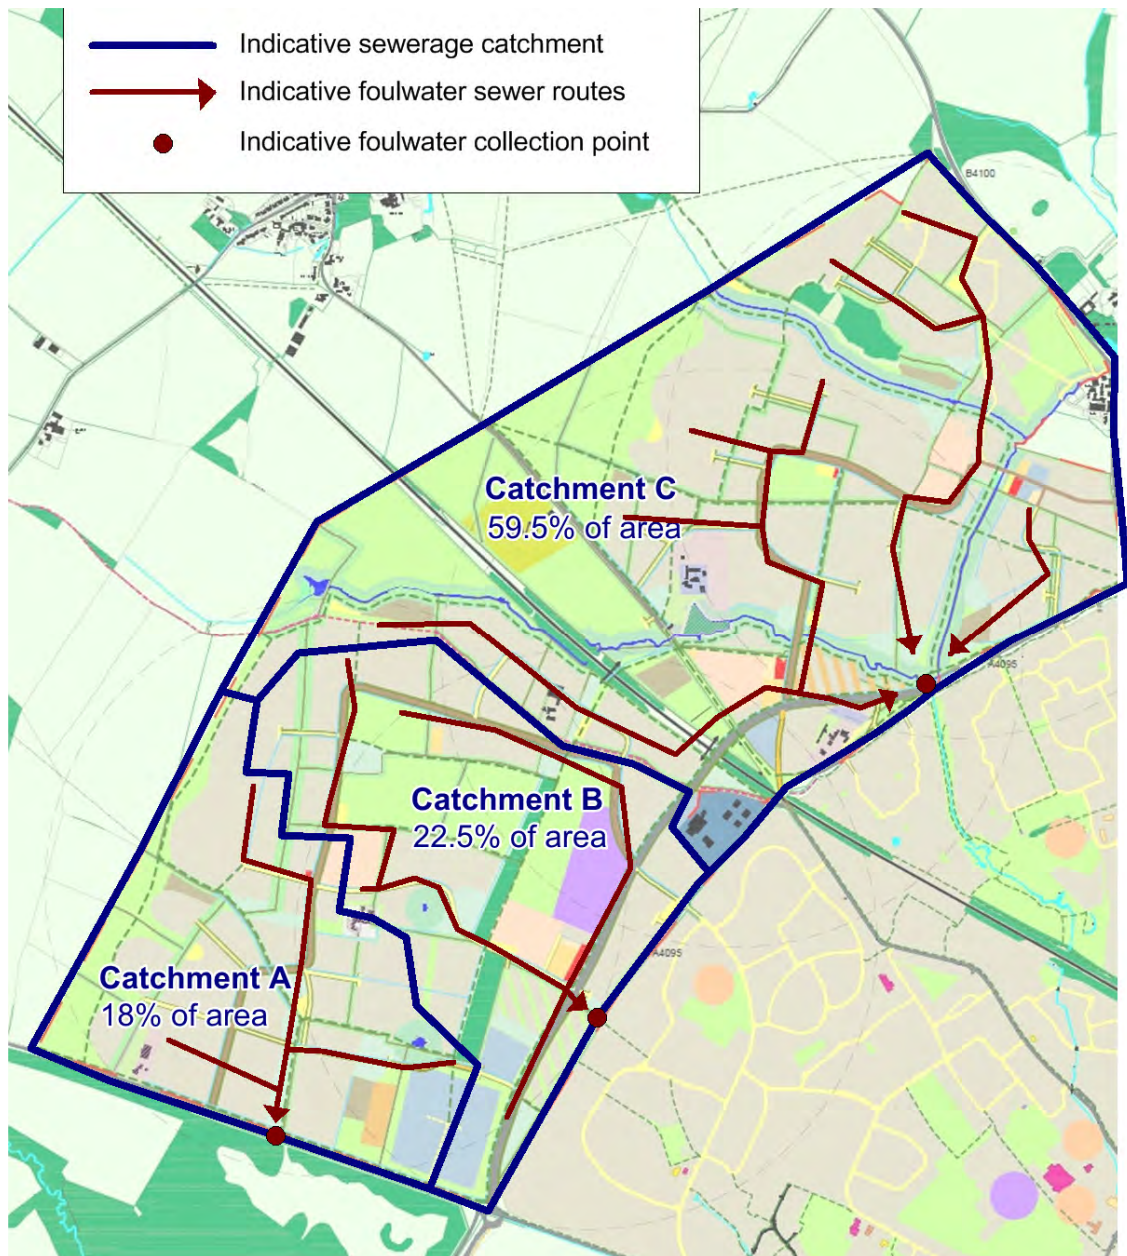 Indicative sewerage catchment
Indicative foulwater sewer routes
Indicative foulwater collection point
B4100
Catchment C
59.5% of area
A4095
Catchment B
22.5% of area
A4095
Catchment A
18% of area